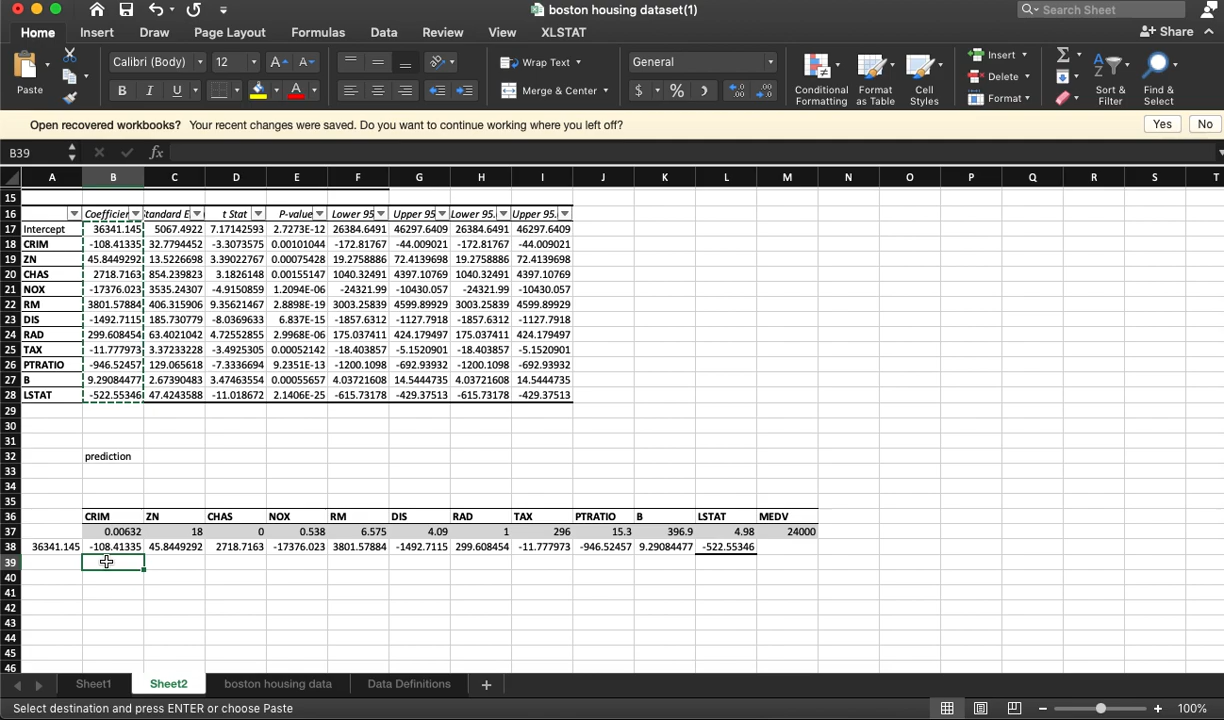 boston housing dataset(1)
Search Sheet
Home Insert Draw Page Layout Formulas Data Review View XLSTAT
Share
Paste
Calibri (Body) 12 A A
B I U A
Wrap Text
Merge & Center
General
$ %
Conditional Formatting
Format as Table
Cell Styles
Insert
Delete
Format
Sort & Filter
Find & Select
Open recovered workbooks? Your recent changes were saved. Do you want to continue working where you left off? Yes No
B39 fx
A B C D E F G H I J K L M N O P Q R S T
15
16 Coefficier Standard E t Stat P-value Lower 95 Upper 95 Lower 95. Upper 95.
17 Intercept 36341.145 5067.4922 7.17142593 2.7273E-12 26384.6491 46297.6409 26384.6491 46297.6409
18 CRIM -108.41335 32.7794452 -3.3073575 0.00101044 -172.81767 -44.009021 -172.81767 -44.009021
19 ZN 45.8449292 13.5226698 3.39022767 0.00075428 19.2758886 72.4139698 19.2758886 72.4139698
20 CHAS 2718.7163 854.239823 3.1826148 0.00155147 1040.32491 4397.10769 1040.32491 4397.10769
21 NOX -17376.023 3535.24307 -4.9150859 1.2094E-06 -24321.99 -10430.057 -24321.99 -10430.057
22 RM 3801.57884 406.315906 9.35621467 2.8898E-19 3003.25839 4599.89929 3003.25839 4599.89929
23 DIS -1492.7115 185.730779 -8.0369633 6.837E-15 -1857.6312 -1127.7918 -1857.6312 -1127.7918
24 RAD 299.608454 63.4021042 4.72552855 2.9968E-06 175.037411 424.179497 175.037411 424.179497
25 TAX -11.777973 3.37233228 -3.4925305 0.00052142 -18.403857 -5.1520901 -18.403857 -5.1520901
26 PTRATIO -946.52457 129.065618 -7.3336694 9.2351E-13 -1200.1098 -692.93932 -1200.1098 -692.93932
27 B 9.29084477 2.67390483 3.47463554 0.00055657 4.03721608 14.5444735 4.03721608 14.5444735
28 LSTAT -522.55346 47.4243588 -11.018672 2.1406E-25 -615.73178 -429.37513 -615.73178 -429.37513
29
30
31
32 prediction
33
34
35
36 CRIM ZN CHAS NOX RM DIS RAD TAX PTRATIO B LSTAT MEDV
37 0.00632 18 0 0.538 6.575 4.09 1 296 15.3 396.9 4.98 24000
38 36341.145 -108.41335 45.8449292 2718.7163 -17376.023 3801.57884 -1492.7115 299.608454 -11.777973 -946.52457 9.29084477 -522.55346
39
40
41
42
43
44
45
46
Sheet1 Sheet2 boston housing data Data Definitions +
Select destination and press ENTER or choose Paste
100%